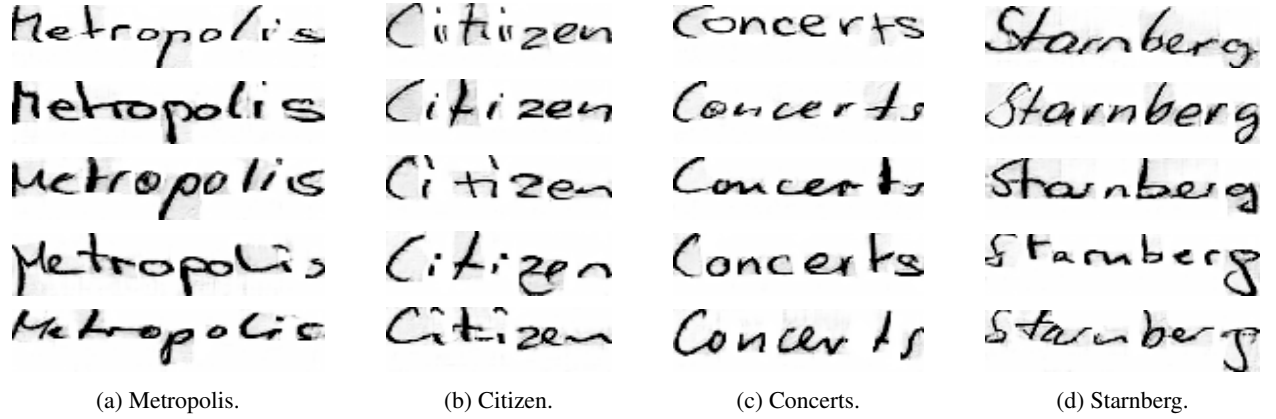 Metropolis Ciitiizen Concerts Starnberg
Metropolis Citizen Concerts Starnberg
Metropolis Citizen Concerts Starnberg
Metropolis Citizen Concerts Starnberg
Metropolis Citizen Concerts Starnberg
(a) Metropolis. (b) Citizen. (c) Concerts. (d) Starnberg.